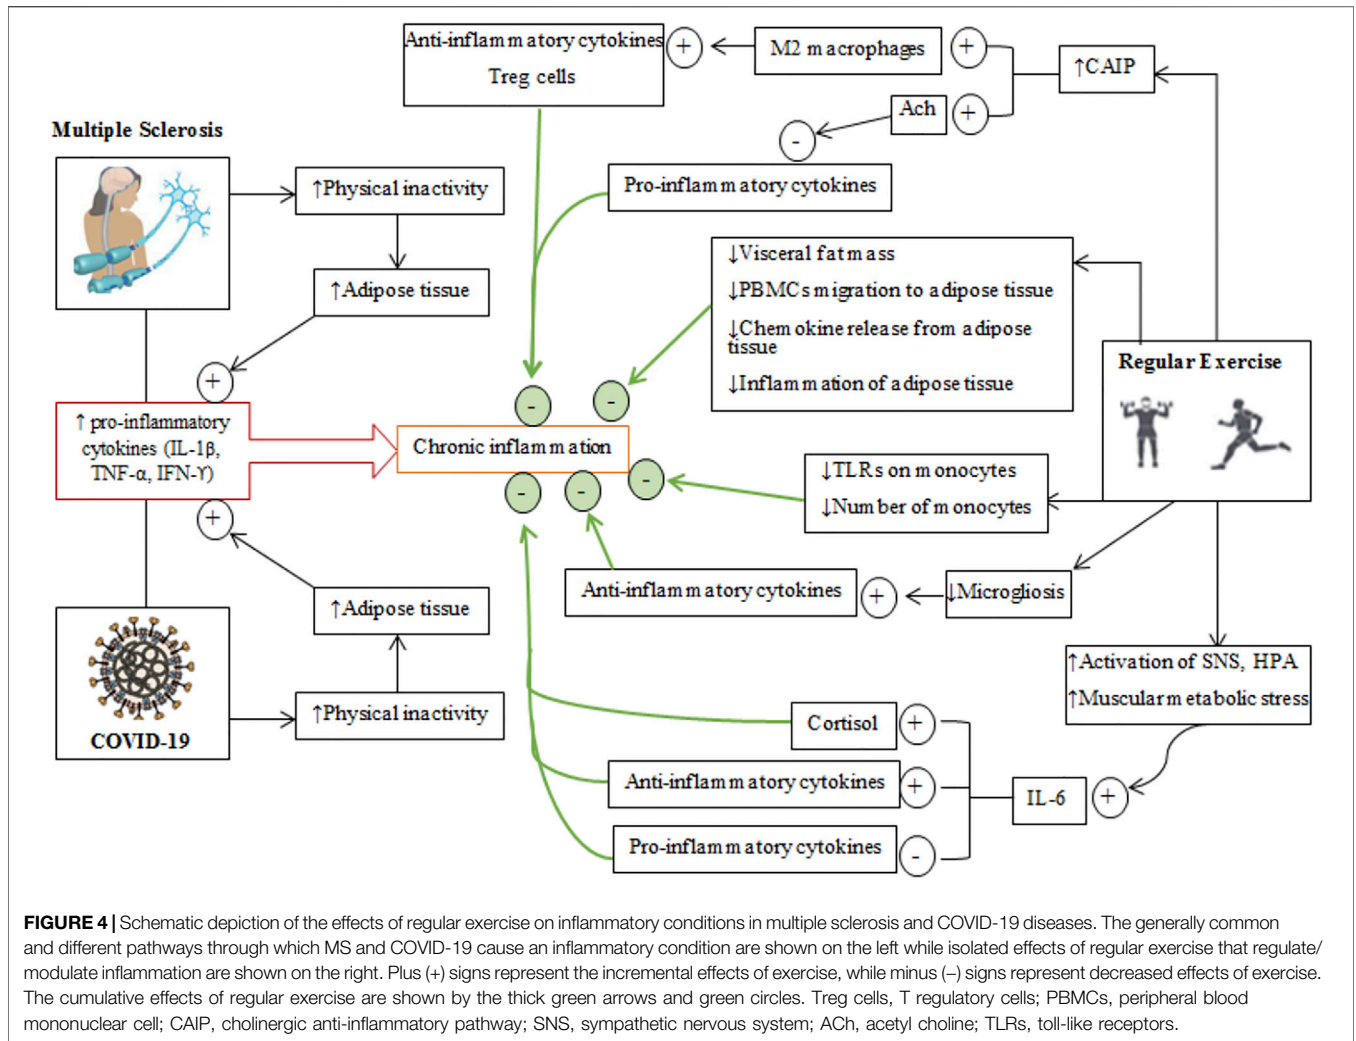 Anti-inflammatory cytokines
Treg cells
+
M2 macrophages
+
↑CAIP
Ach
+
-
Pro-inflammatory cytokines
Multiple Sclerosis
↑Physical inactivity
↑Adipose tissue
+
↑ pro-inflammatory
cytokines (IL-1β,
TNF-α, IFN-ϒ)
+
↑Adipose tissue
↑Physical inactivity
COVID-19
↓Visceral fat mass
↓PBMCs migration to adipose tissue
↓Chemokine release from adipose
tissue
↓Inflammation of adipose tissue
Regular Exercise
-
-
Chronic inflammation
-
-
-
↓TLRs on monocytes
↓Number of monocytes
Anti-inflammatory cytokines
+
↓Microgliosis
↑Activation of SNS, HPA
↑Muscular metabolic stress
Cortisol
+
Anti-inflammatory cytokines
+
IL-6
+
Pro-inflammatory cytokines
-
FIGURE 4 | Schematic depiction of the effects of regular exercise on inflammatory conditions in multiple sclerosis and COVID-19 diseases. The generally common
and different pathways through which MS and COVID-19 cause an inflammatory condition are shown on the left while isolated effects of regular exercise that regulate/
modulate inflammation are shown on the right. Plus (+) signs represent the incremental effects of exercise, while minus (–) signs represent decreased effects of exercise.
The cumulative effects of regular exercise are shown by the thick green arrows and green circles. Treg cells, T regulatory cells; PBMCs, peripheral blood
mononuclear cell; CAIP, cholinergic anti-inflammatory pathway; SNS, sympathetic nervous system; ACh, acetyl choline; TLRs, toll-like receptors.